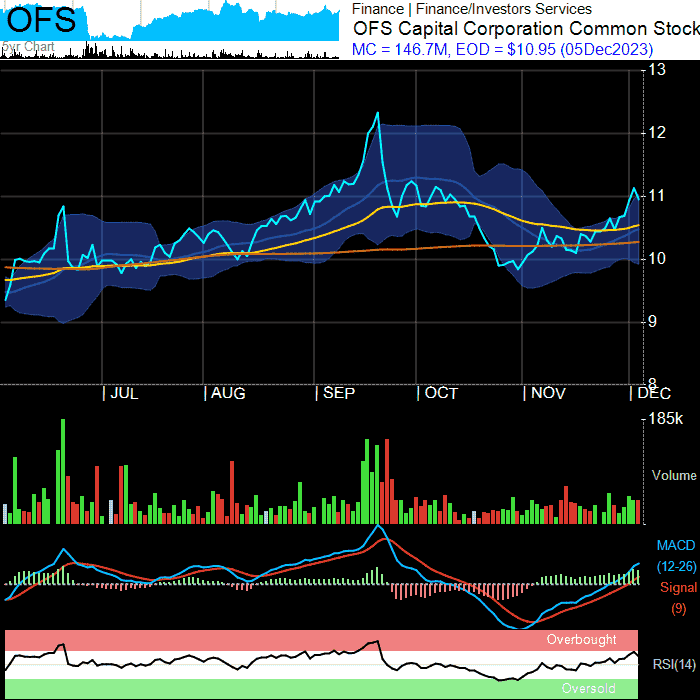 OFS
5yr Chart
Finance | Finance/Investors Services
OFS Capital Corporation Common Stock
MC = 146.7M, EOD = $10.95 (05Dec2023)
13
12
11
10
9
8
| JUL | AUG | SEP | OCT | NOV | DEC
185k
Volume
MACD
(12-26)
Signal
(9)
Overbought
RSI(14)
Oversold